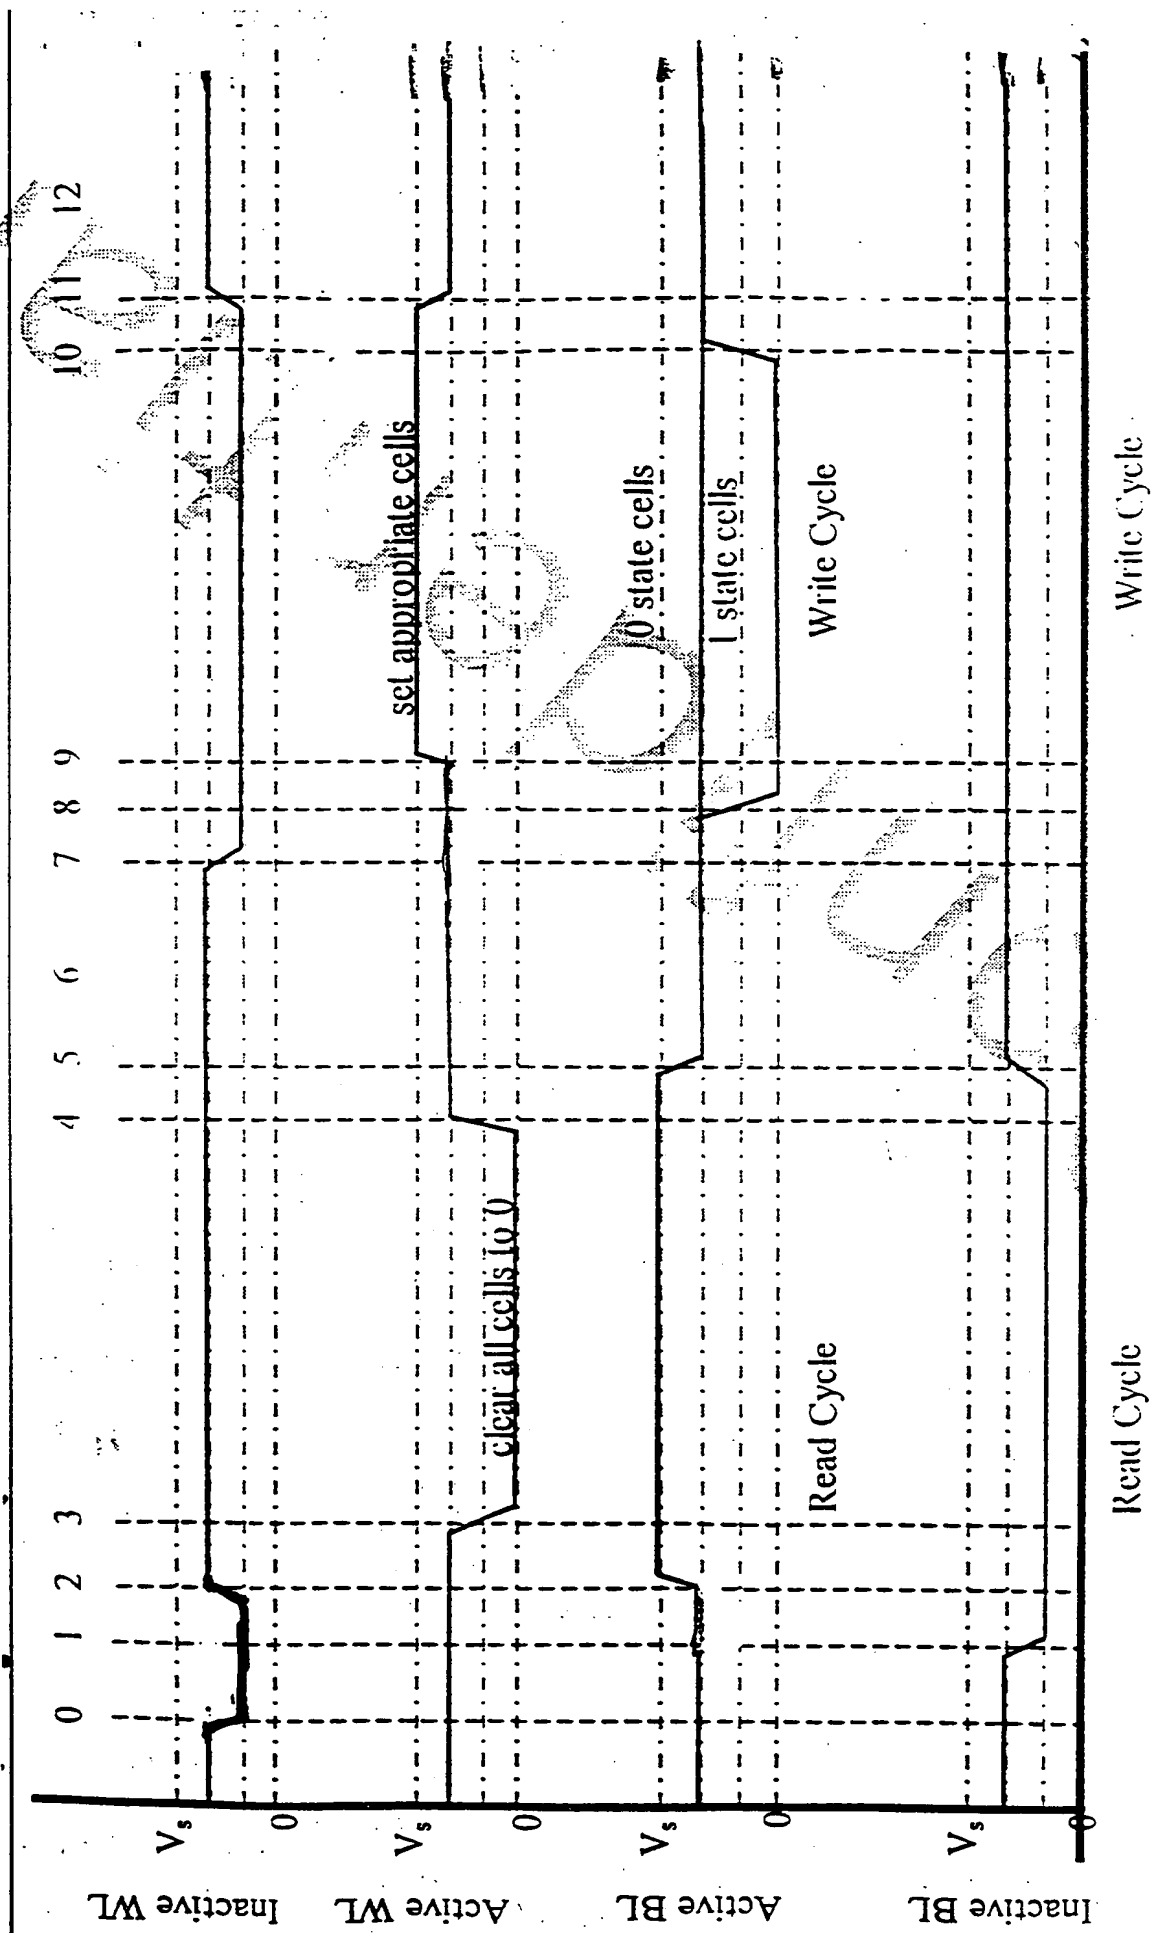 0 1 2 3 4 5 6 7 8 9 10 11 12
Inactive WL
Vs
0
Active WL
Vs
0
clear all cells to 0
set appropriate cells
Active BL
Vs
0
0 state cells
1 state cells
Read Cycle
Write Cycle
Inactive BL
Vs
0
Read Cycle
Write Cycle